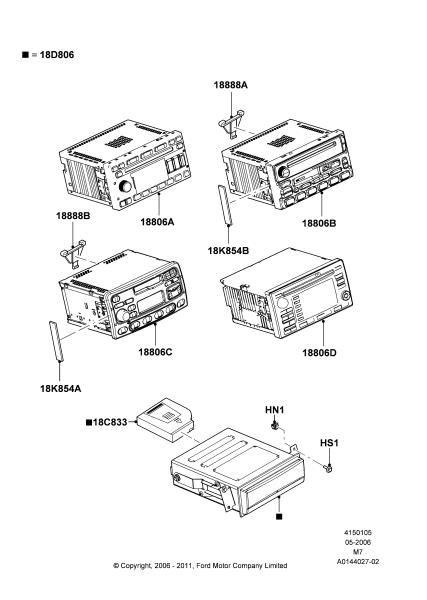 ■ = 18D806
18888A
18806A
18806B
18888B
18K854B
18806C
18806D
18K854A
■18C833
HN1
HS1
■
4150105
05-2006
M7
A0144027-02
© Copyright, 2006 - 2011, Ford Motor Company Limited